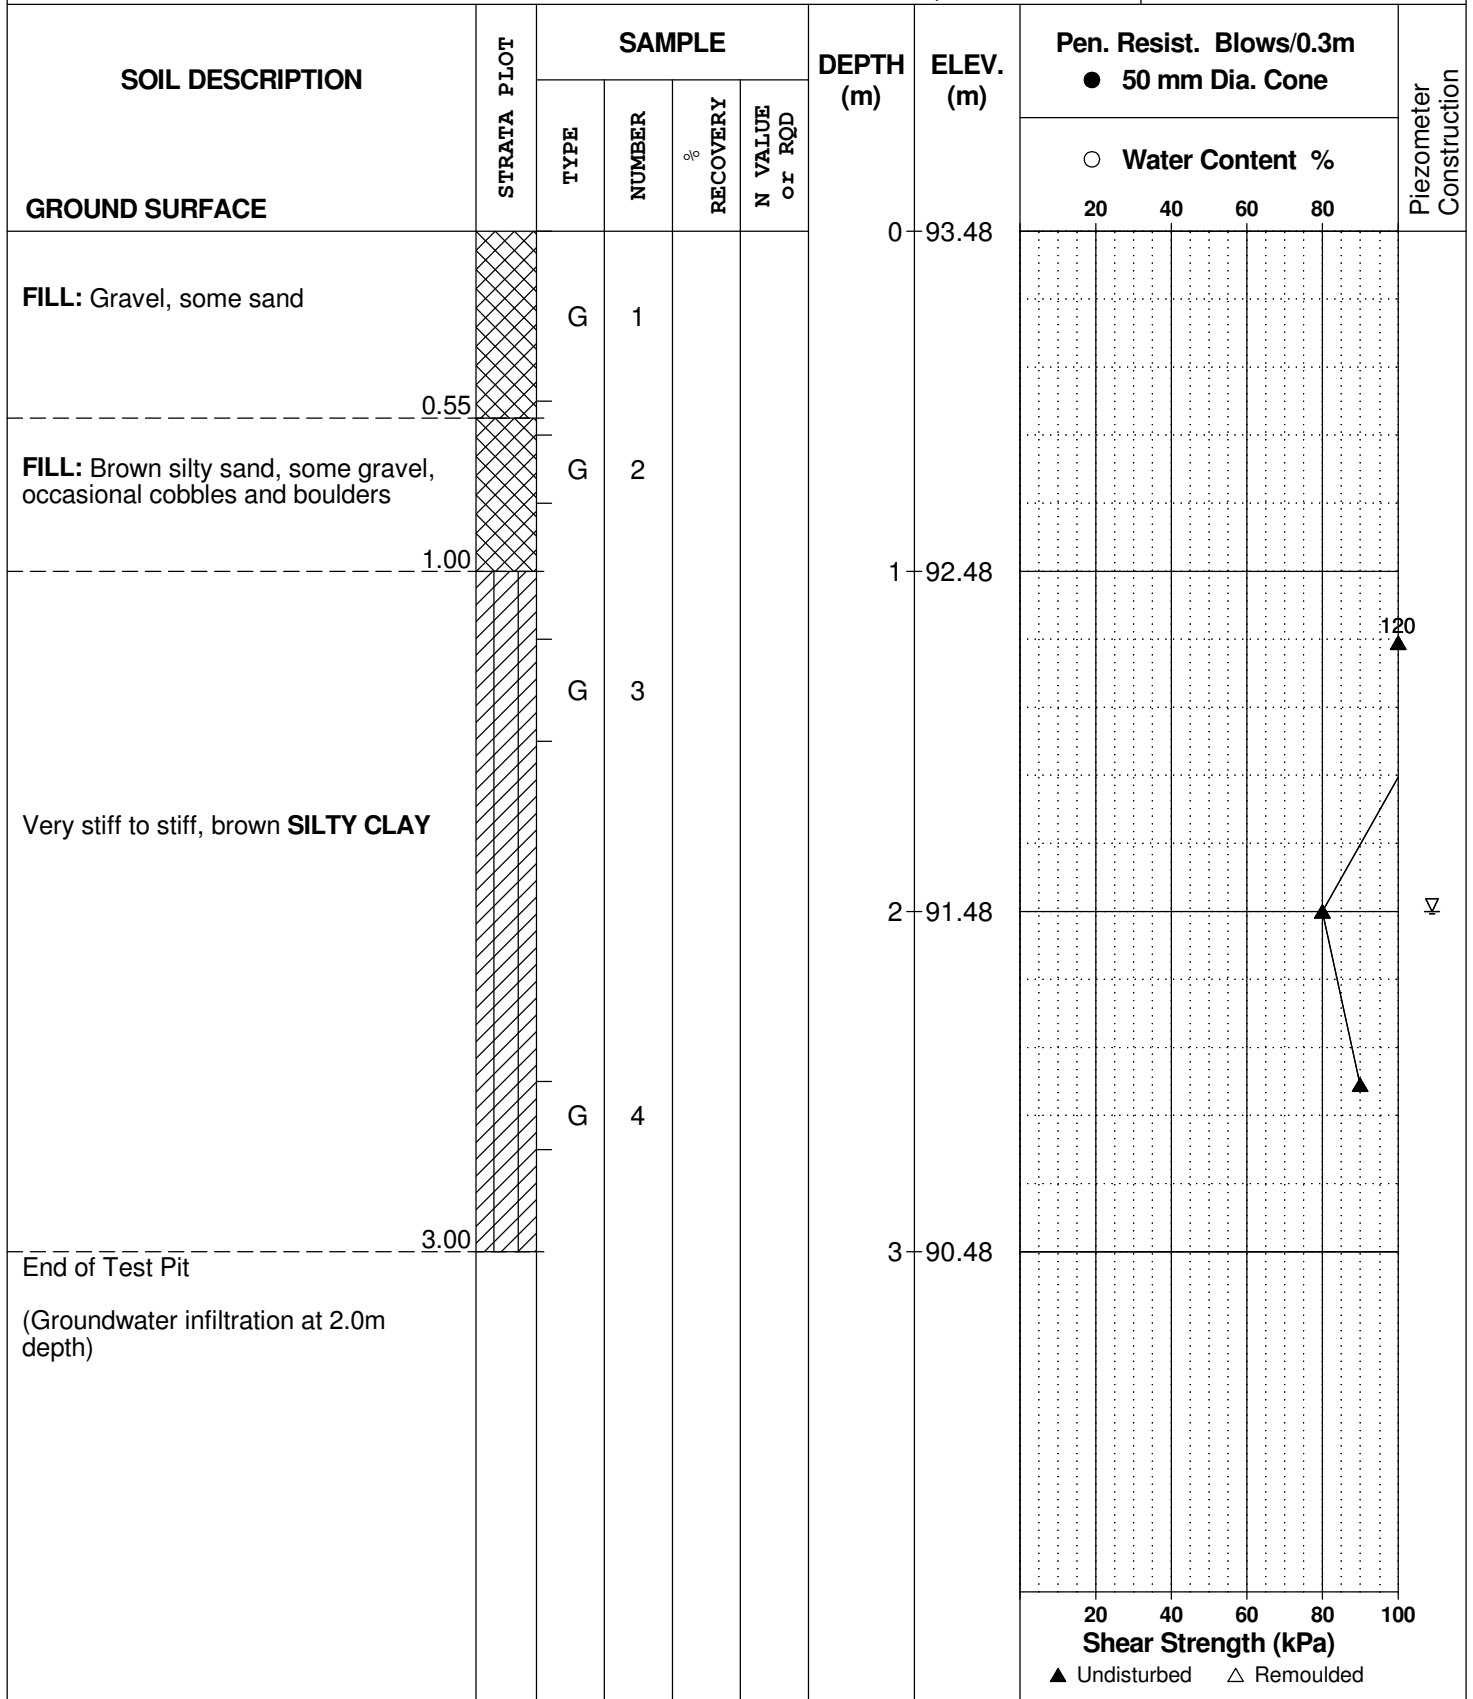 SOIL DESCRIPTION
GROUND SURFACE
STRATA PLOT
SAMPLE
TYPE
NUMBER
%
RECOVERY
N VALUE
or RQD
DEPTH
(m)
ELEV.
(m)
Pen. Resist. Blows/0.3m
● 50 mm Dia. Cone
○ Water Content %
20 40 60 80
Piezometer
Construction
0 93.48
FILL: Gravel, some sand
G 1
0.55
FILL: Brown silty sand, some gravel,
occasional cobbles and boulders
G 2
1.00
1 92.48
120
G 3
Very stiff to stiff, brown SILTY CLAY
2 91.48
G 4
3.00
3 90.48
End of Test Pit
(Groundwater infiltration at 2.0m
depth)
20 40 60 80 100
Shear Strength (kPa)
▲ Undisturbed △ Remoulded